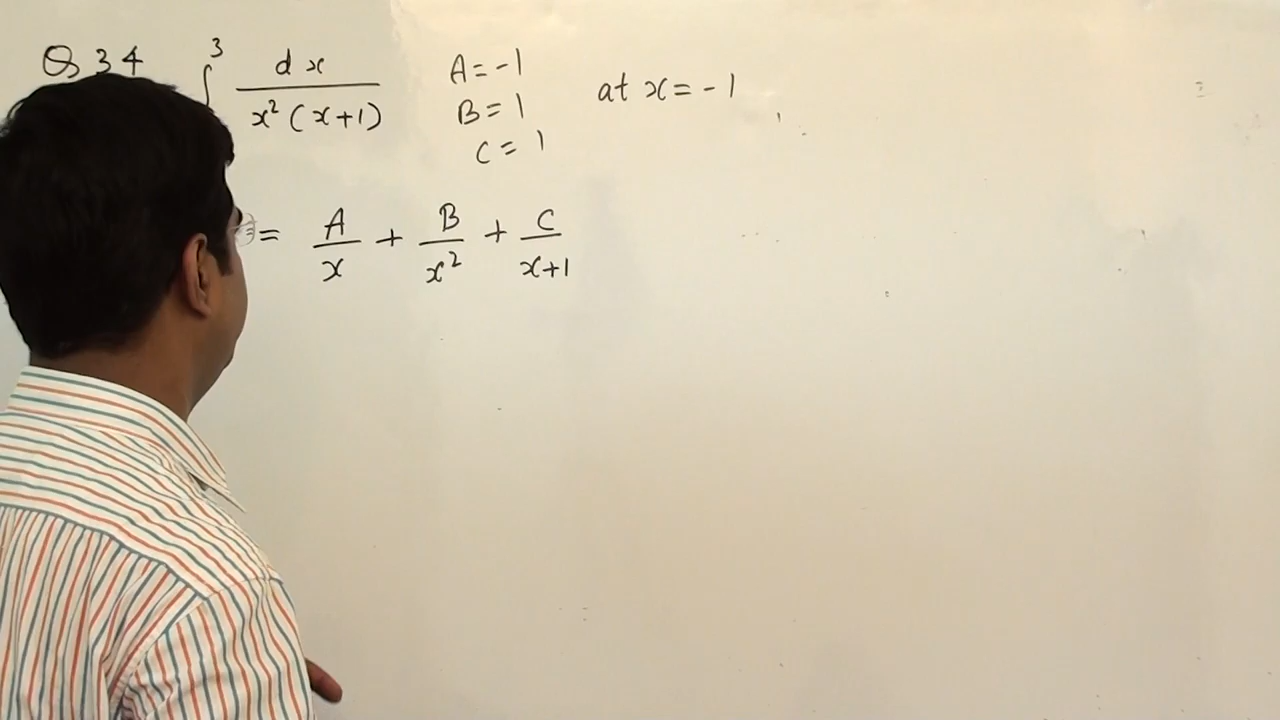 Q 34 ∫ 3 dx / x² (x+1)
A = -1
B = 1
C = 1
at x = -1
= A/x + B/x² + C/x+1